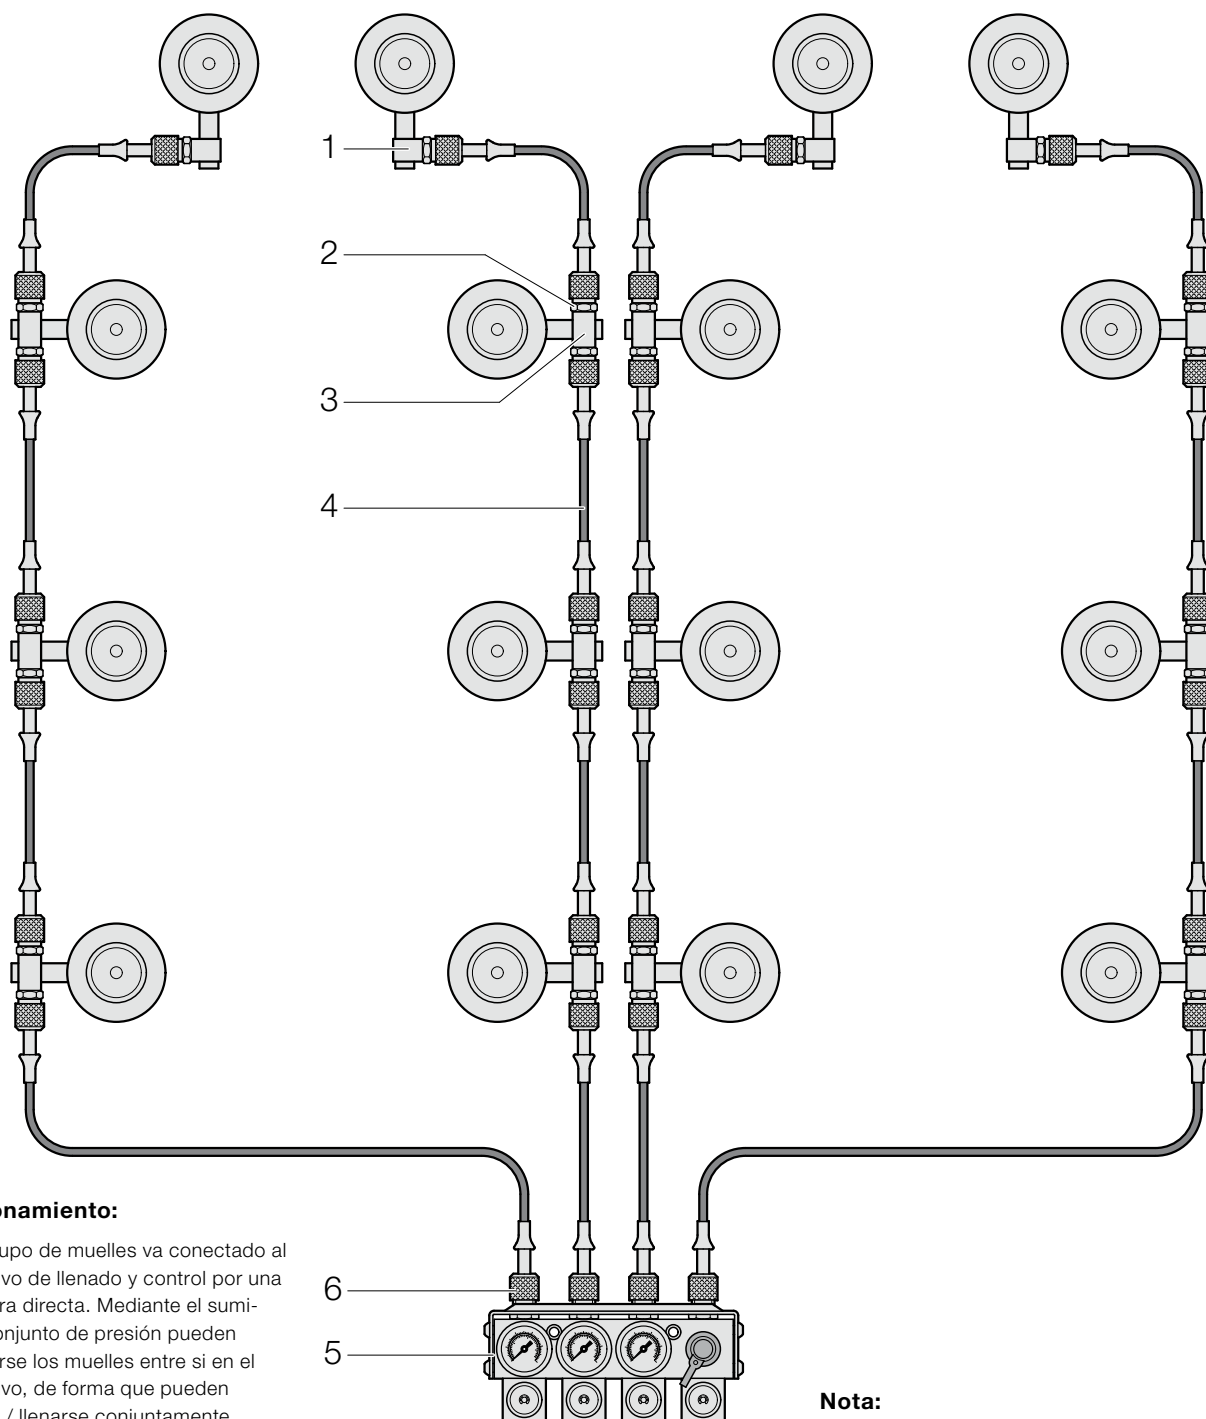 1
2
3
4
onamiento:
upo de muelles va conectado al
vo de llenado y control por una
ra directa. Mediante el sumi-
onjunto de presión pueden
rse los muelles entre si en el
vo, de forma que pueden
/ llenarse conjuntamente
6
5
Nota: